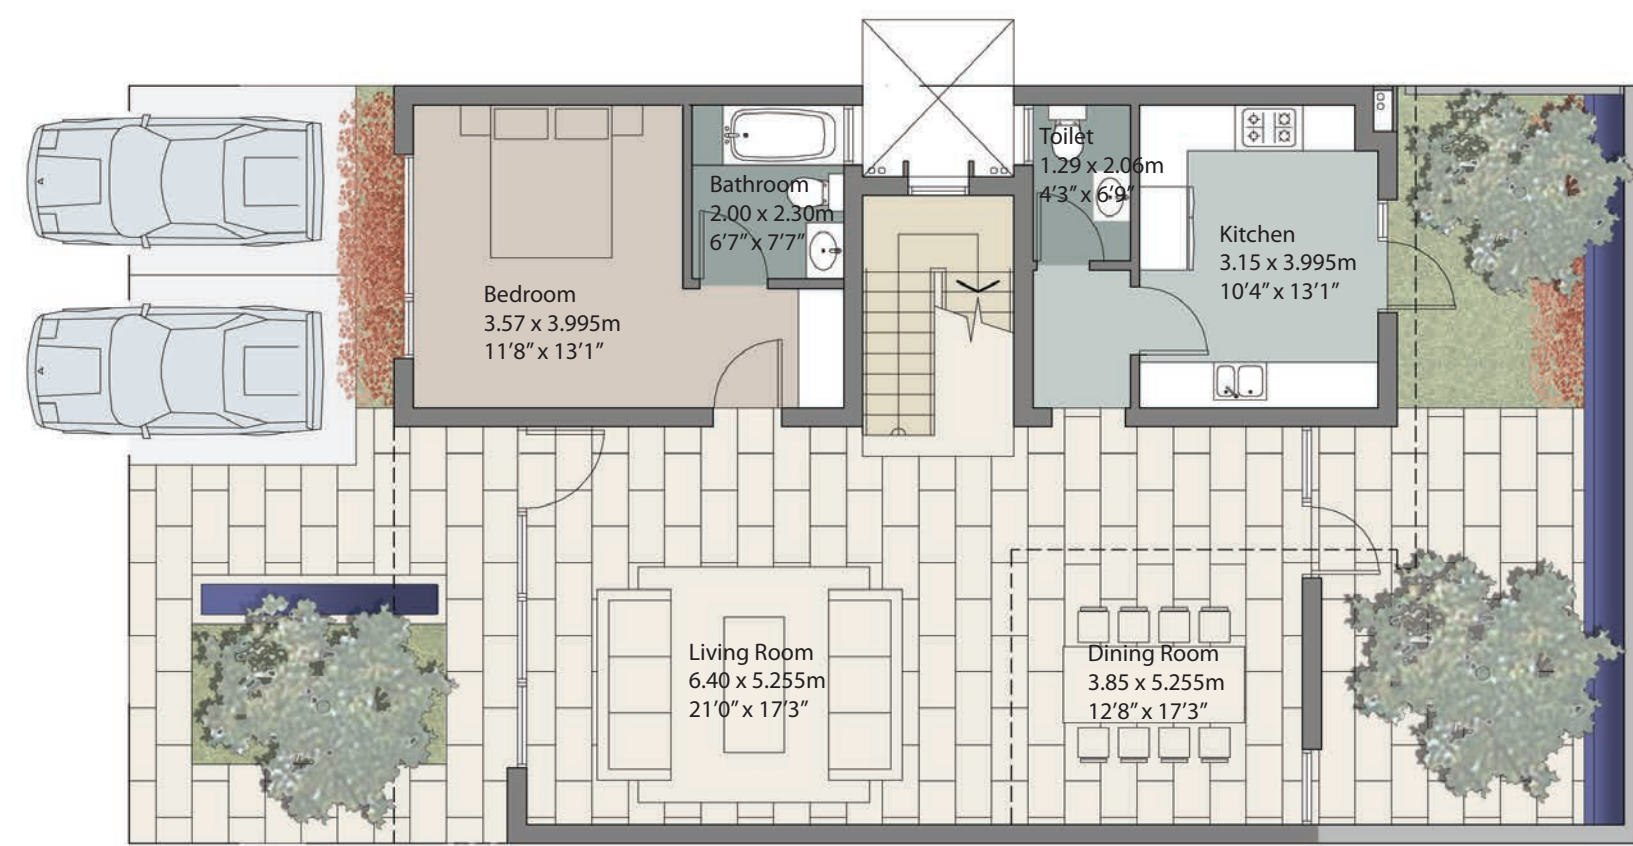 Toilet
1.29 x 2.06m
4’3” x 6’9”
Bathroom
2.00 x 2.30m
6’7” x 7’7”
Kitchen
3.15 x 3.995m
10’4” x 13’1”
Bedroom
3.57 x 3.995m
11’8” x 13’1”
Living Room
6.40 x 5.255m
21’0” x 17’3”
Dining Room
3.85 x 5.255m
12’8” x 17’3”